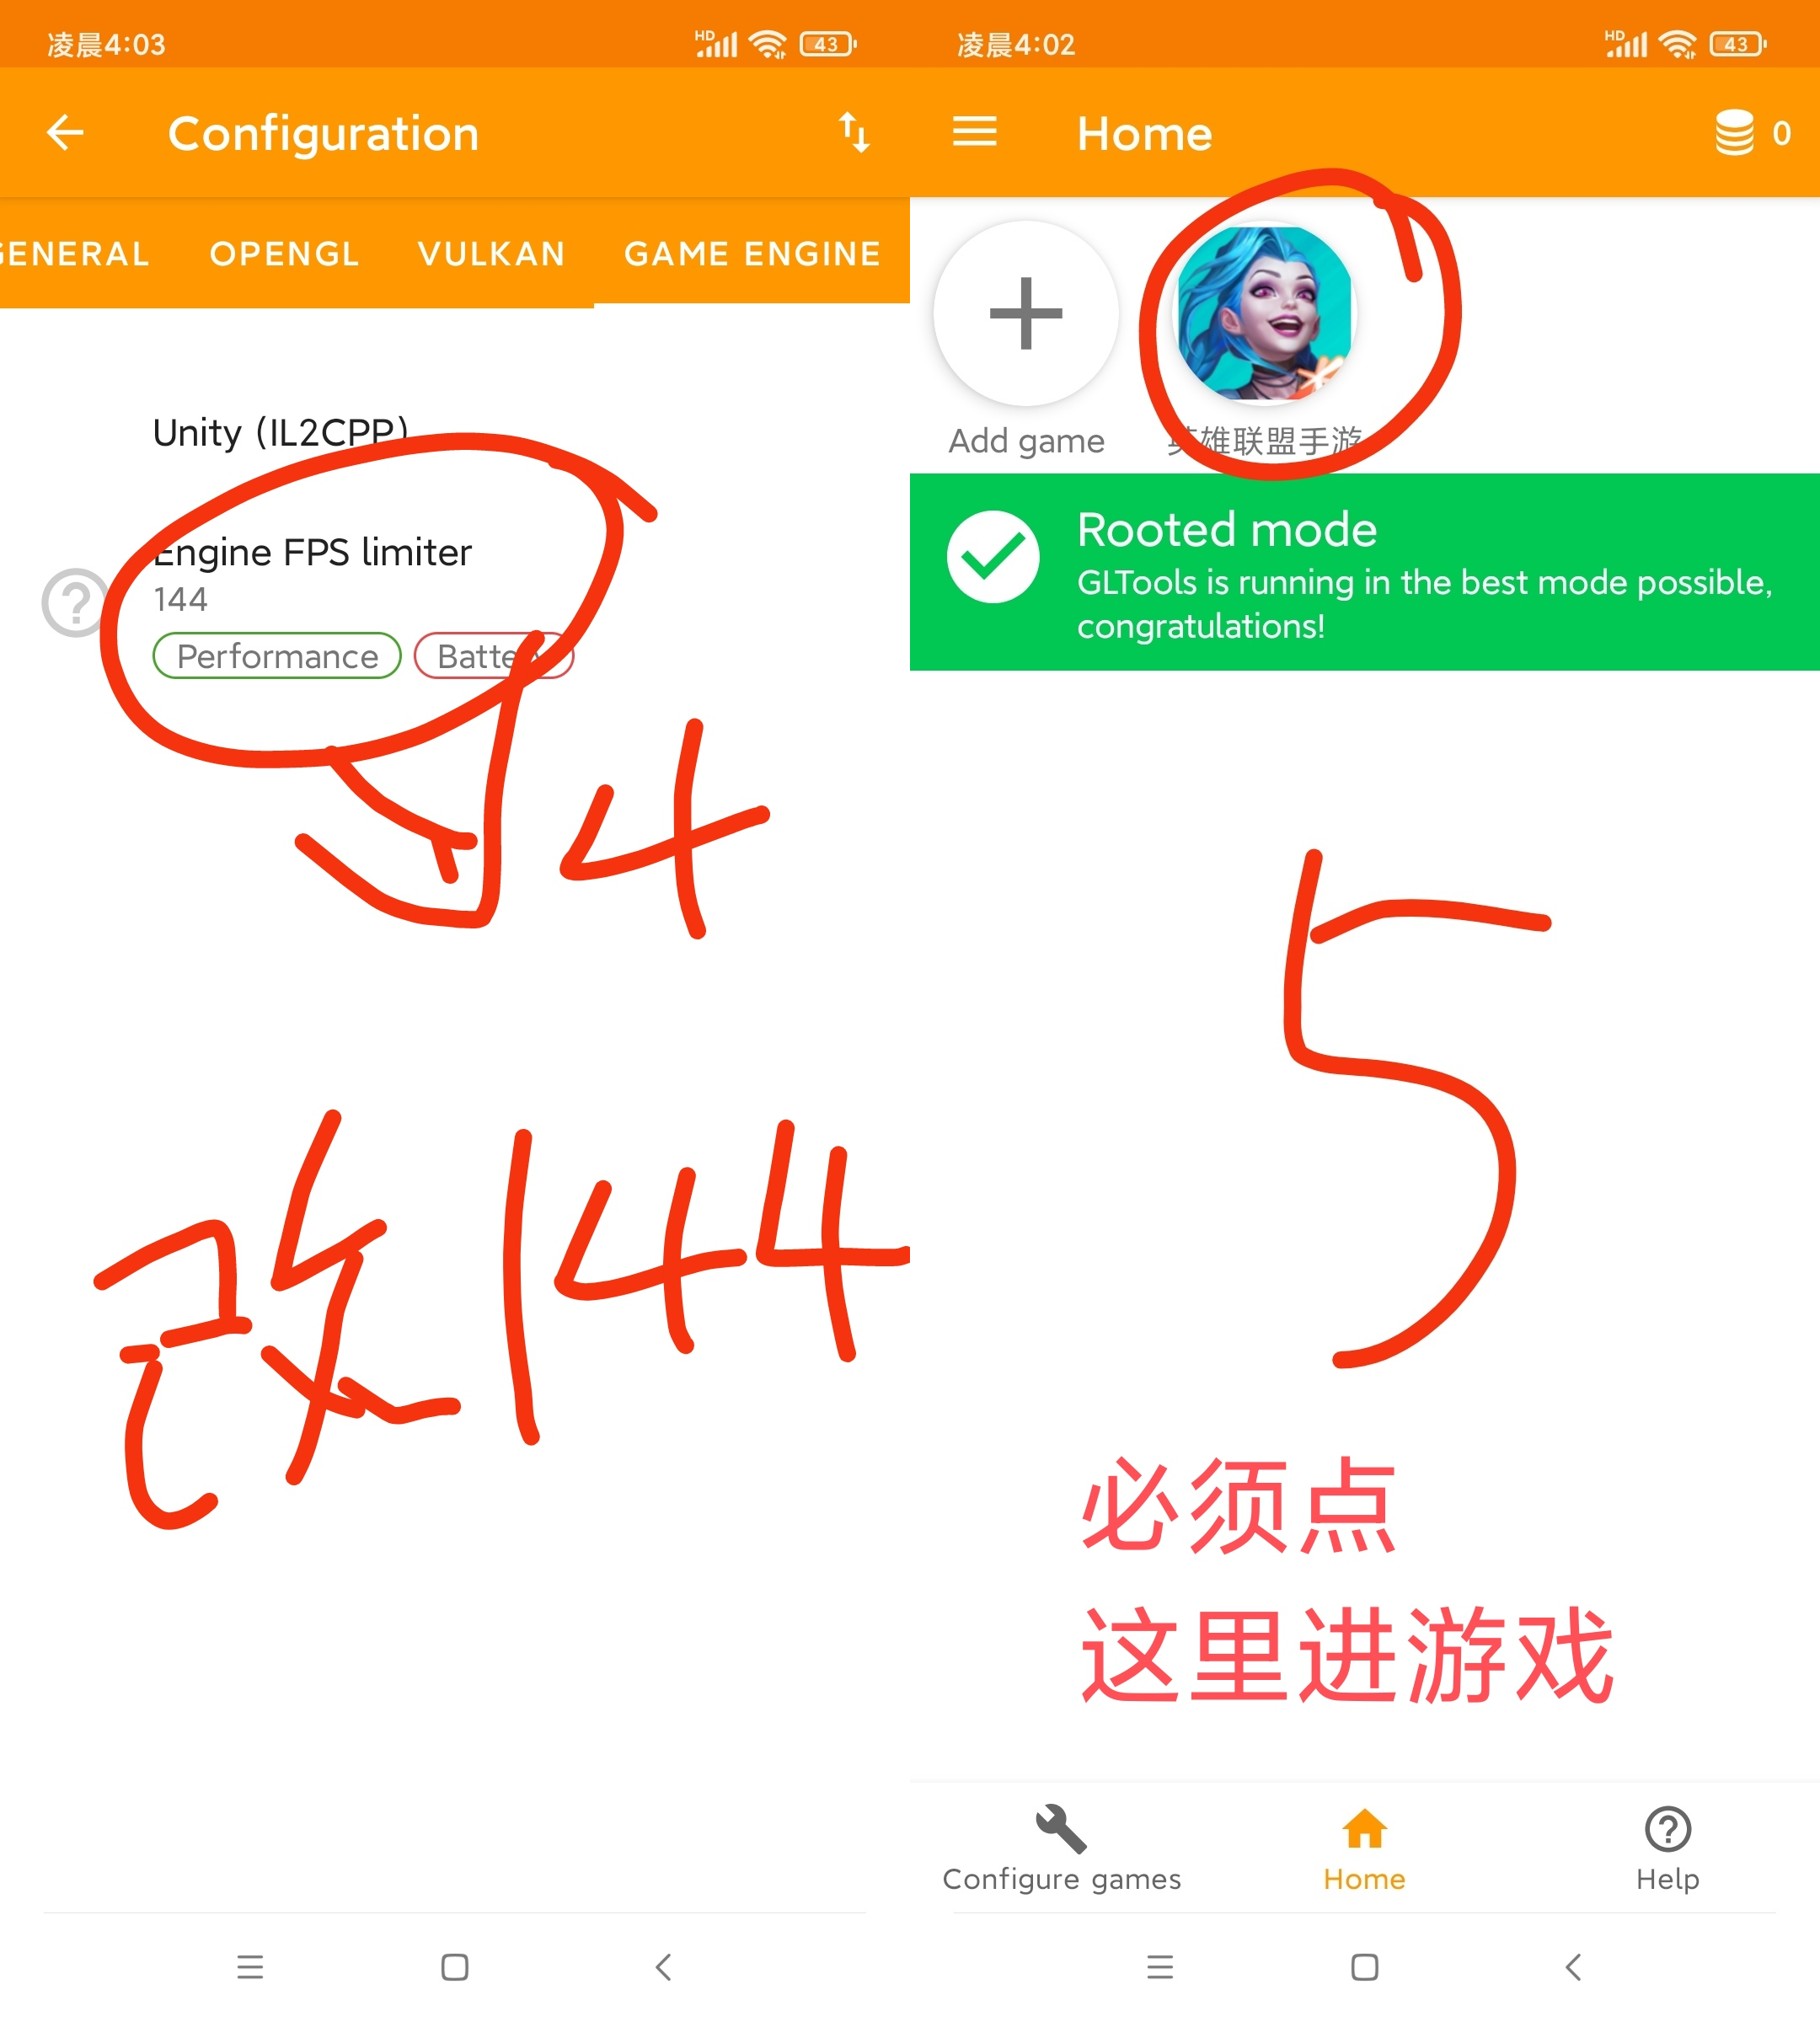 凌晨4:03
HD
43
Configuration
GENERAL OPENGL VULKAN GAME ENGINE
Unity (IL2CPP)
Engine FPS limiter
144
Performance Battery
4
改144
凌晨4:02
HD
43
Home
0
Add game
英雄联盟手游
Rooted mode
GLTools is running in the best mode possible,
congratulations!
5
必须点
这里进游戏
Configure games
Home
Help